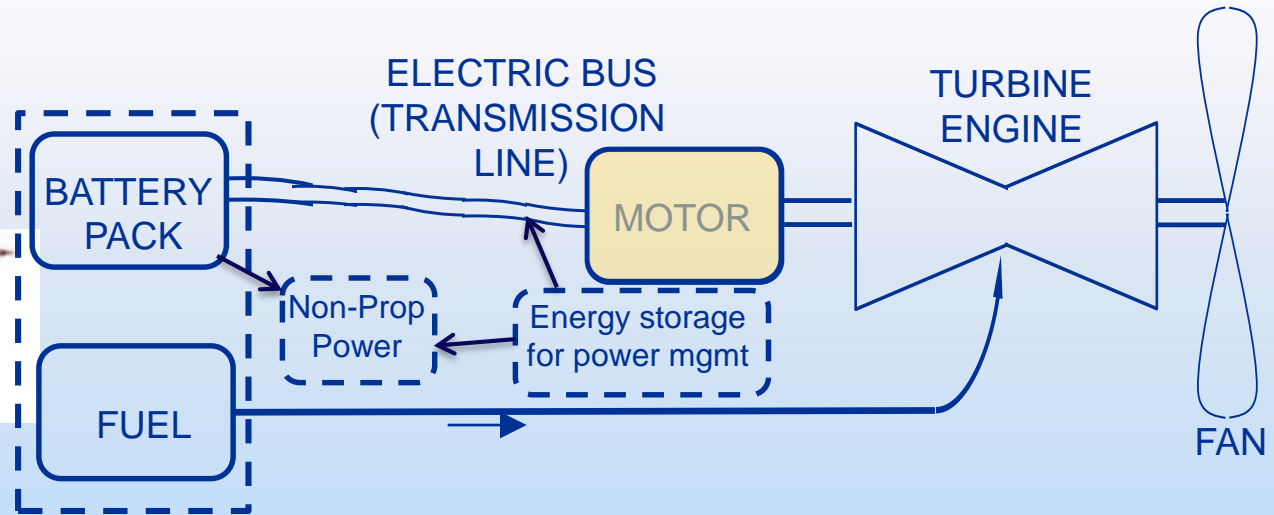 ELECTRIC BUS
(TRANSMISSION
LINE)
TURBINE
ENGINE
BATTERY
PACK
MOTOR
Non-Prop
Power
Energy storage
for power mgmt
FUEL
FAN